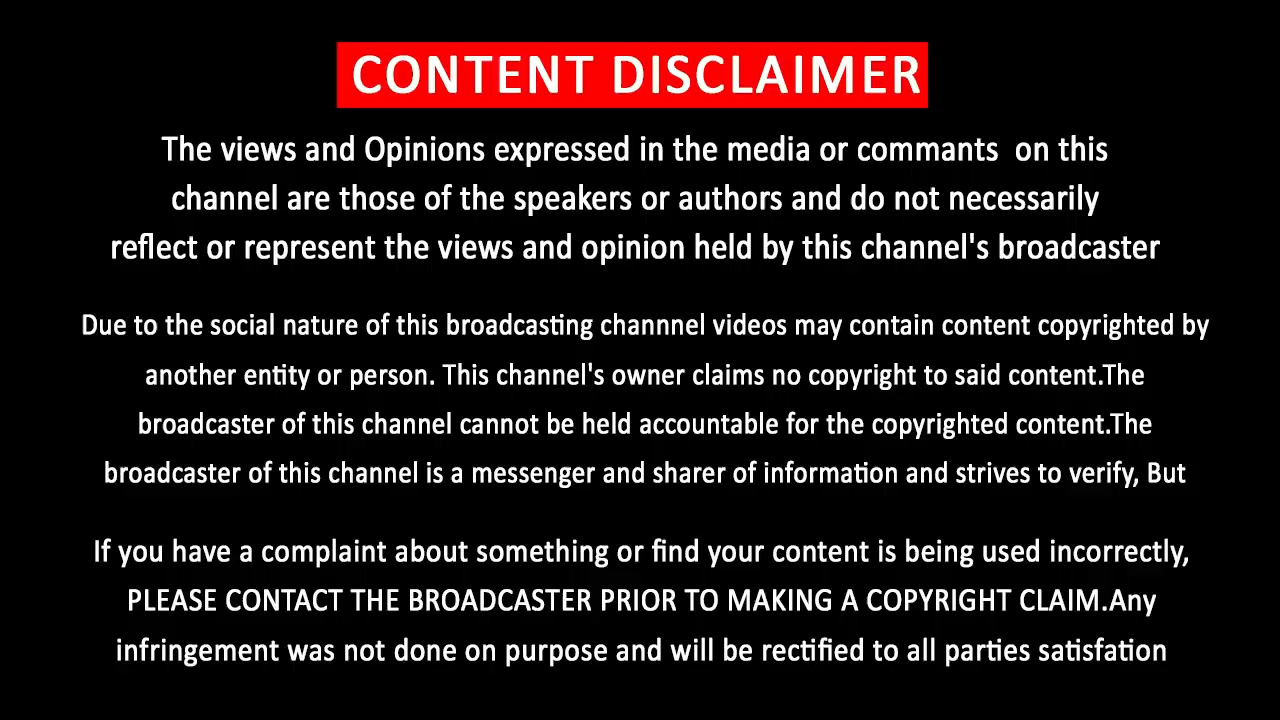 CONTENT DISCLAIMER
The views and Opinions expressed in the media or commants on this
channel are those of the speakers or authors and do not necessarily
reflect or represent the views and opinion held by this channel's broadcaster
Due to the social nature of this broadcasting channnel videos may contain content copyrighted by
another entity or person. This channel's owner claims no copyright to said content.The
broadcaster of this channel cannot be held accountable for the copyrighted content.The
broadcaster of this channel is a messenger and sharer of information and strives to verify, But
If you have a complaint about something or find your content is being used incorrectly,
PLEASE CONTACT THE BROADCASTER PRIOR TO MAKING A COPYRIGHT CLAIM.Any
infringement was not done on purpose and will be rectified to all parties satisfation